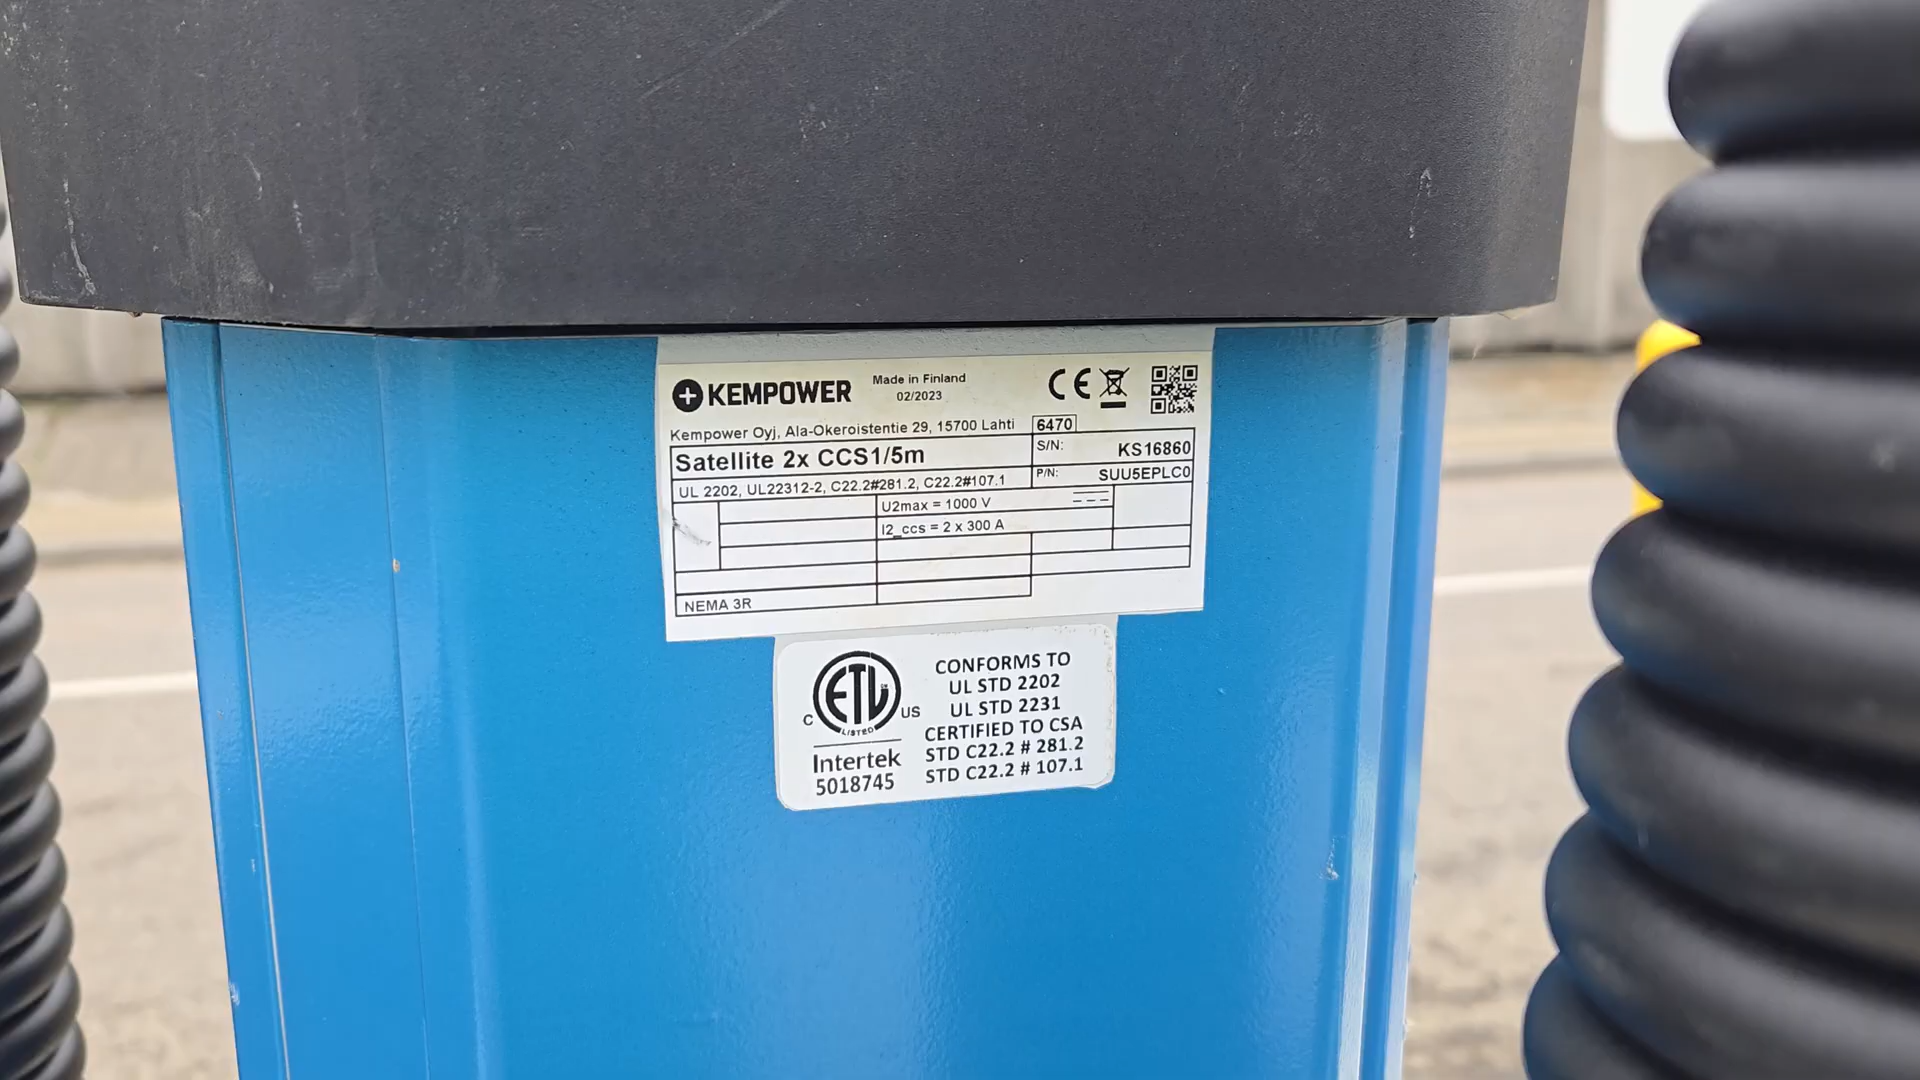 KEMPOWER
Made in Finland
02/2023
CE
Kempower Oyj, Ala-Okeroistentie 29, 15700 Lahti
6470
Satellite 2x CCS1/5m
S/N: KS16860
UL 2202, UL22312-2, C22.2#281.2, C22.2#107.1
P/N: SUU5EPLC0
U2max = 1000 V
I2_ccs = 2 x 300 A
NEMA 3R
ETL
LISTED
C US
Intertek
5018745
CONFORMS TO
UL STD 2202
UL STD 2231
CERTIFIED TO CSA
STD C22.2 # 281.2
STD C22.2 # 107.1